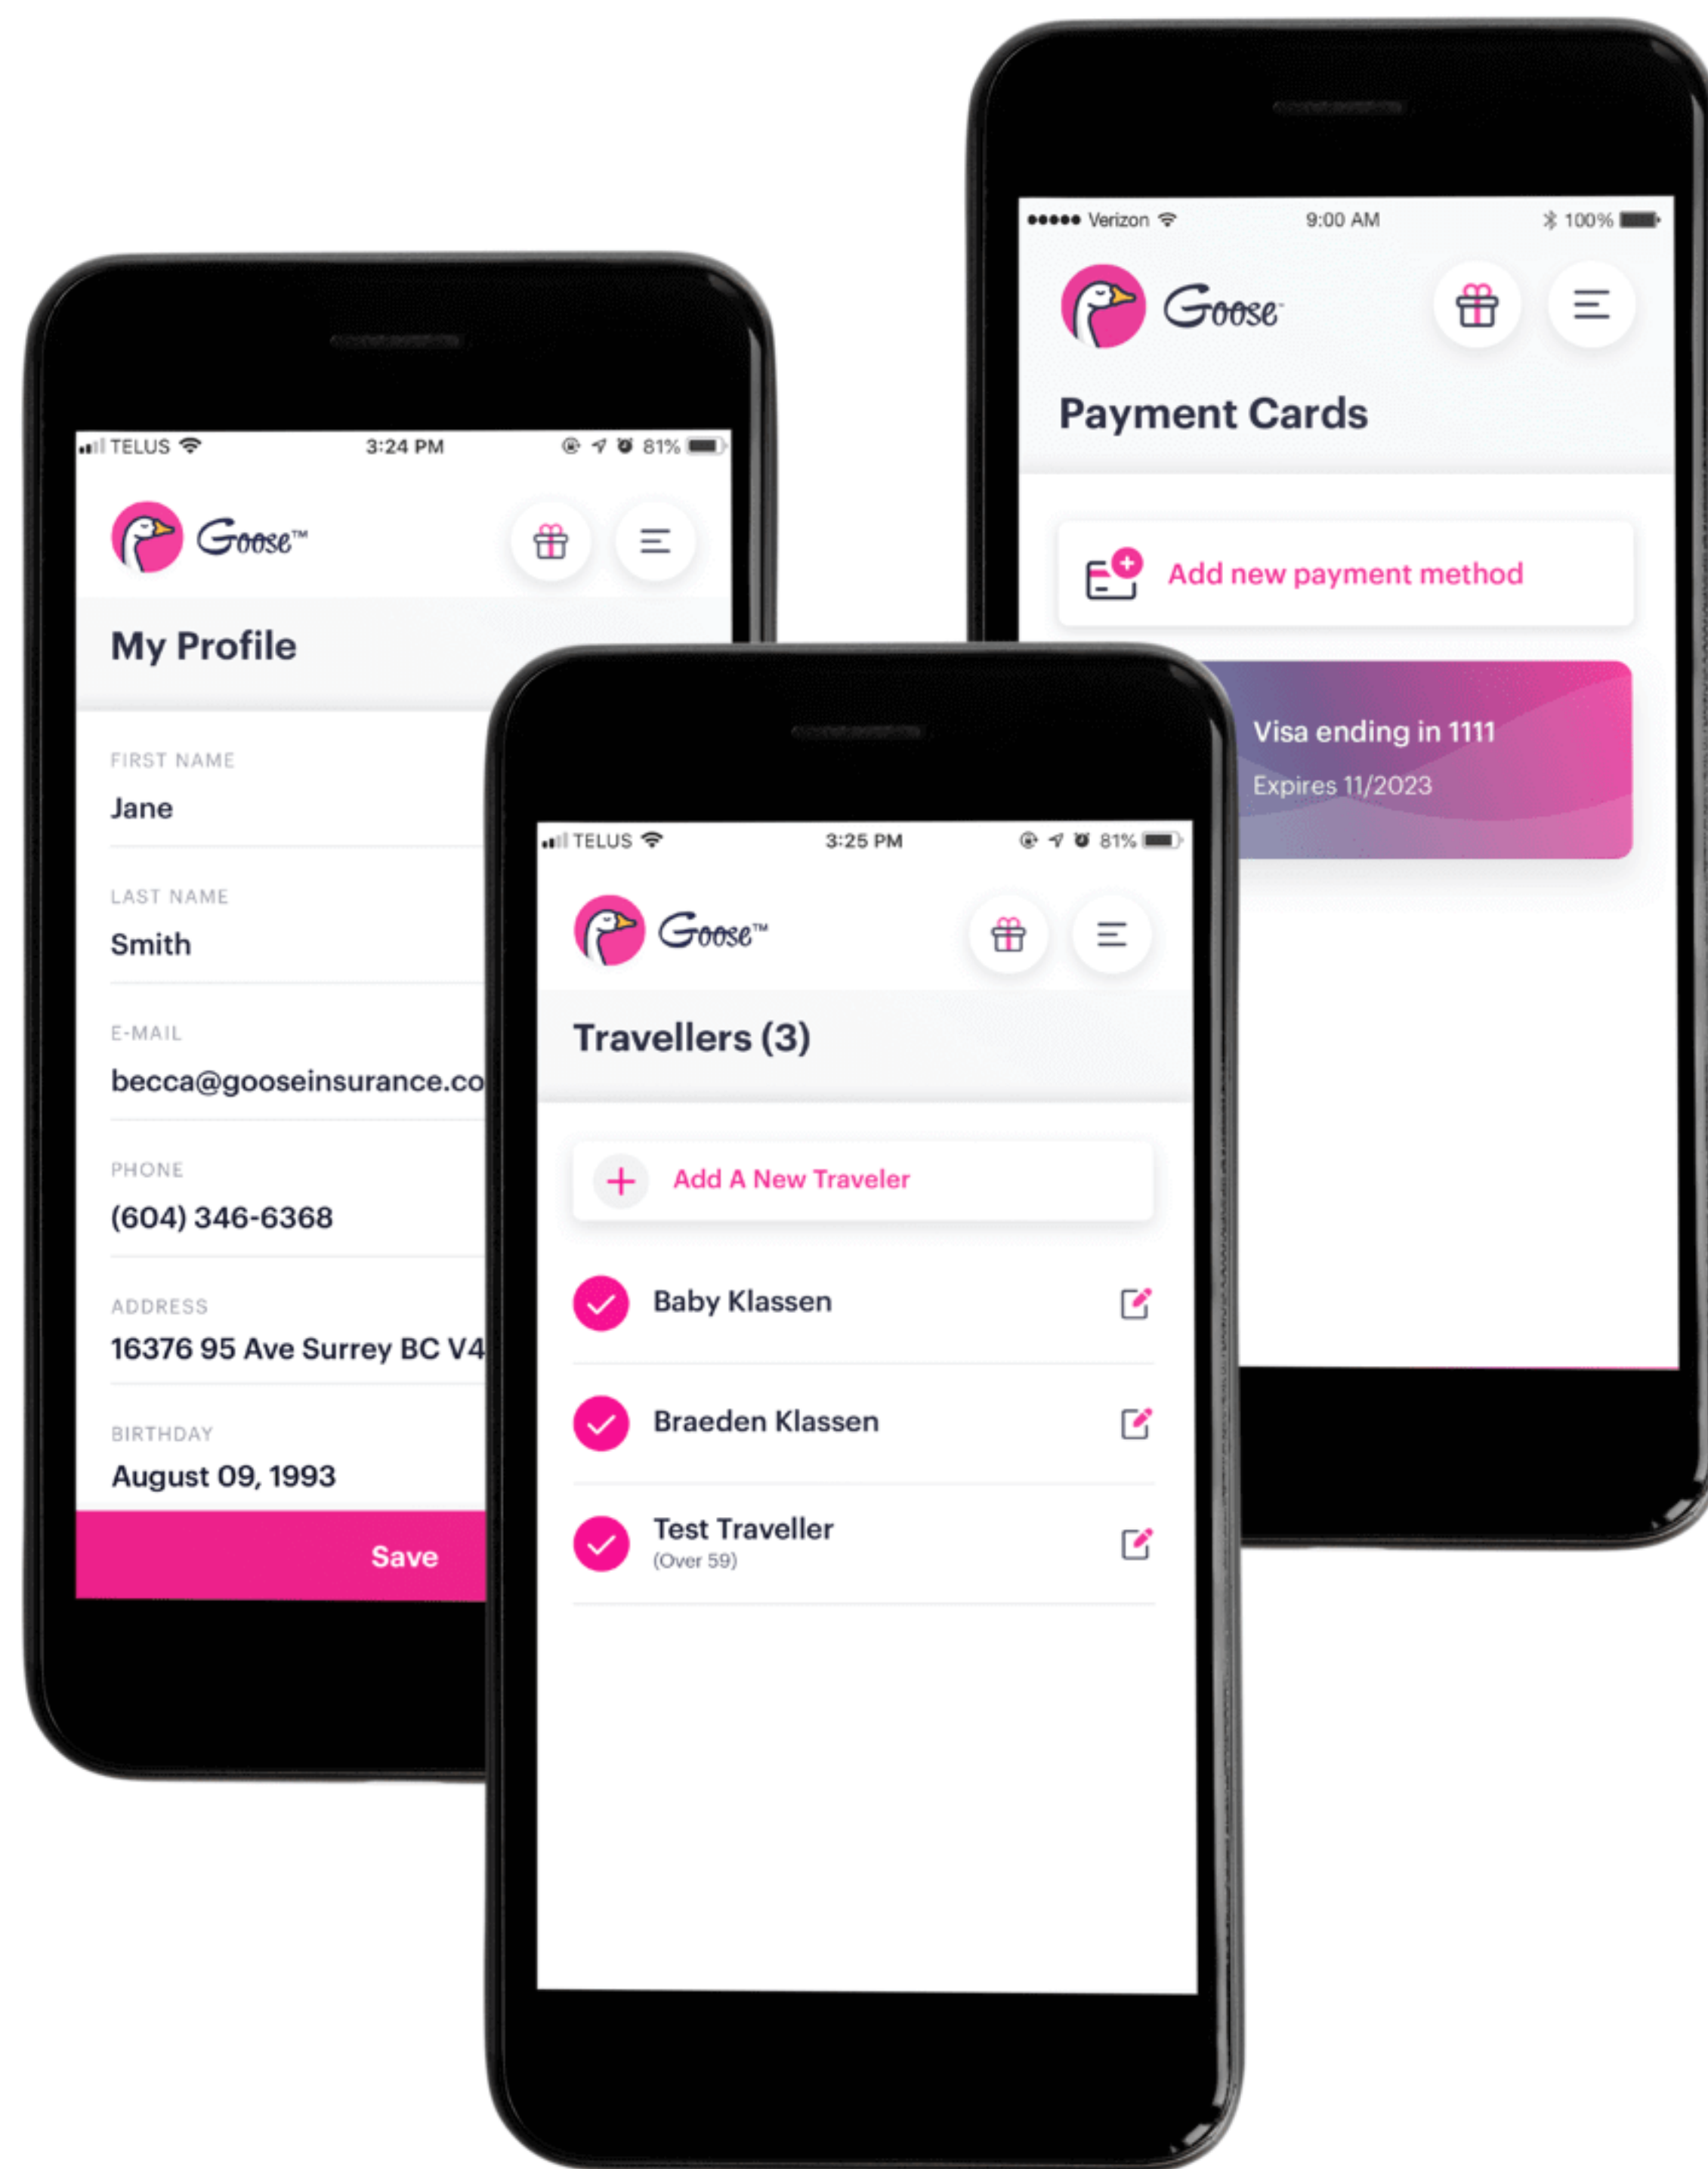 TELUS 3:24 PM 81%
Goose™
My Profile
FIRST NAME
Jane
LAST NAME
Smith
E-MAIL
becca@gooseinsurance.co
PHONE
(604) 346-6368
ADDRESS
16376 95 Ave Surrey BC V4
BIRTHDAY
August 09, 1993
Save
TELUS 3:25 PM 81%
Goose™
Travellers (3)
Add A New Traveler
Baby Klassen
Braeden Klassen
Test Traveller
(Over 59)
Verizon 9:00 AM 100%
Goose™
Payment Cards
Add new payment method
Visa ending in 1111
Expires 11/2023